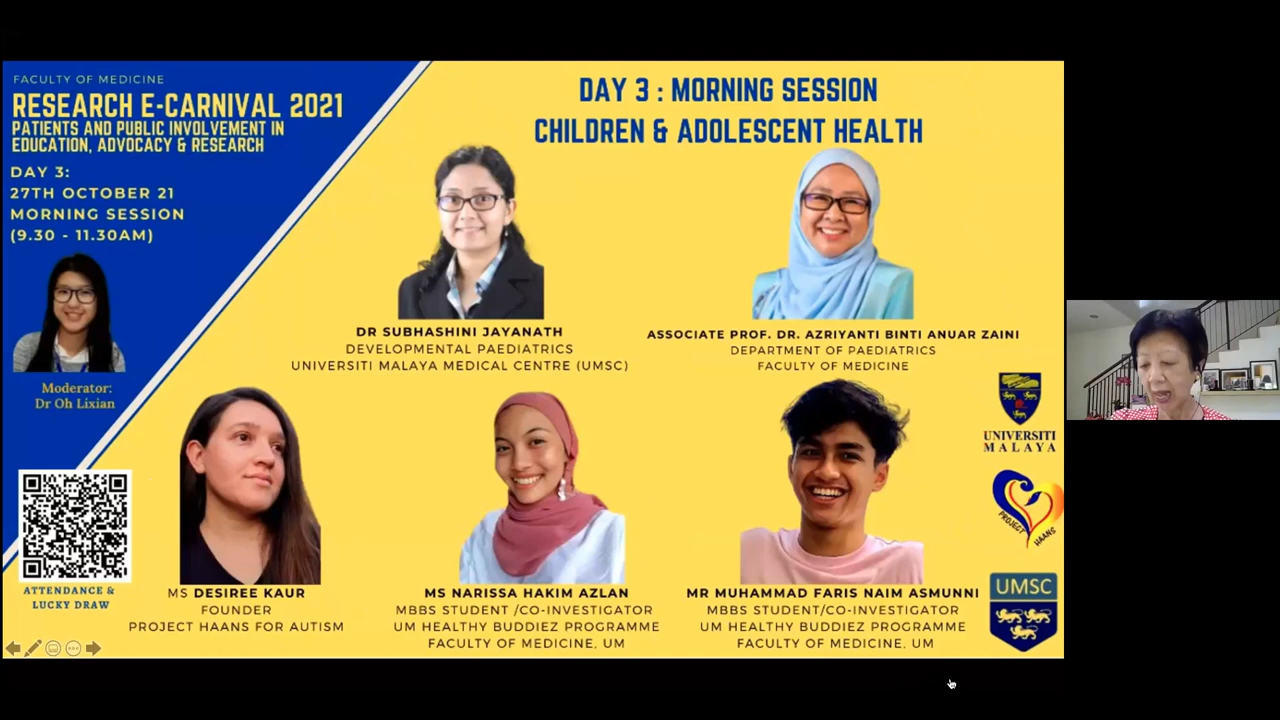 FACULTY OF MEDICINE
RESEARCH E-CARNIVAL 2021
PATIENTS AND PUBLIC INVOLVEMENT IN
EDUCATION, ADVOCACY & RESEARCH
DAY 3:
27TH OCTOBER 21
MORNING SESSION
(9.30 - 11.30AM)
Moderator:
Dr Oh Lixian
ATTENDANCE &
LUCKY DRAW
DAY 3 : MORNING SESSION
CHILDREN & ADOLESCENT HEALTH
DR SUBHASHINI JAYANATH
DEVELOPMENTAL PAEDIATRICS
UNIVERSITI MALAYA MEDICAL CENTRE (UMSC)
ASSOCIATE PROF. DR. AZRIYANTI BINTI ANUAR ZAINI
DEPARTMENT OF PAEDIATRICS
FACULTY OF MEDICINE
MS DESIREE KAUR
FOUNDER
PROJECT HAANS FOR AUTISM
MS NARISSA HAKIM AZLAN
MBBS STUDENT /CO-INVESTIGATOR
UM HEALTHY BUDDIEZ PROGRAMME
FACULTY OF MEDICINE, UM
MR MUHAMMAD FARIS NAIM ASMUNNI
MBBS STUDENT/CO-INVESTIGATOR
UM HEALTHY BUDDIEZ PROGRAMME
FACULTY OF MEDICINE, UM
UNIVERSITI
MALAYA
PROJECT HAANS
UMSC